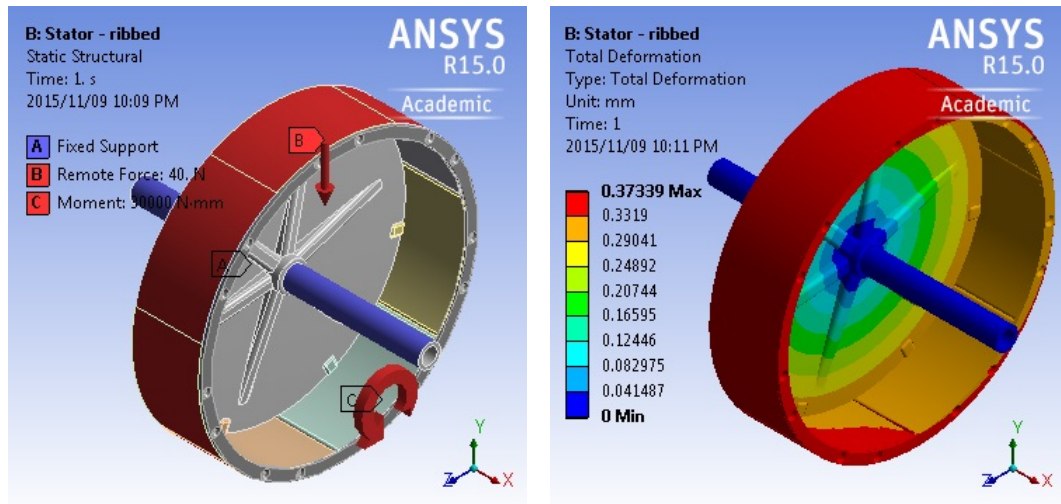 B: Stator - ribbed
Static Structural
Time: 1. s
2015/11/09 10:09 PM
ANSYS
R15.0
Academic
A Fixed Support
B Remote Force: 40. N
C Moment: 30000 N·mm
B
A
C
Y
Z
X
B: Stator - ribbed
Total Deformation
Type: Total Deformation
Unit: mm
Time: 1
2015/11/09 10:11 PM
ANSYS
R15.0
Academic
0.37339 Max
0.3319
0.29041
0.24892
0.20744
0.16595
0.12446
0.082975
0.041487
0 Min
Y
Z
X